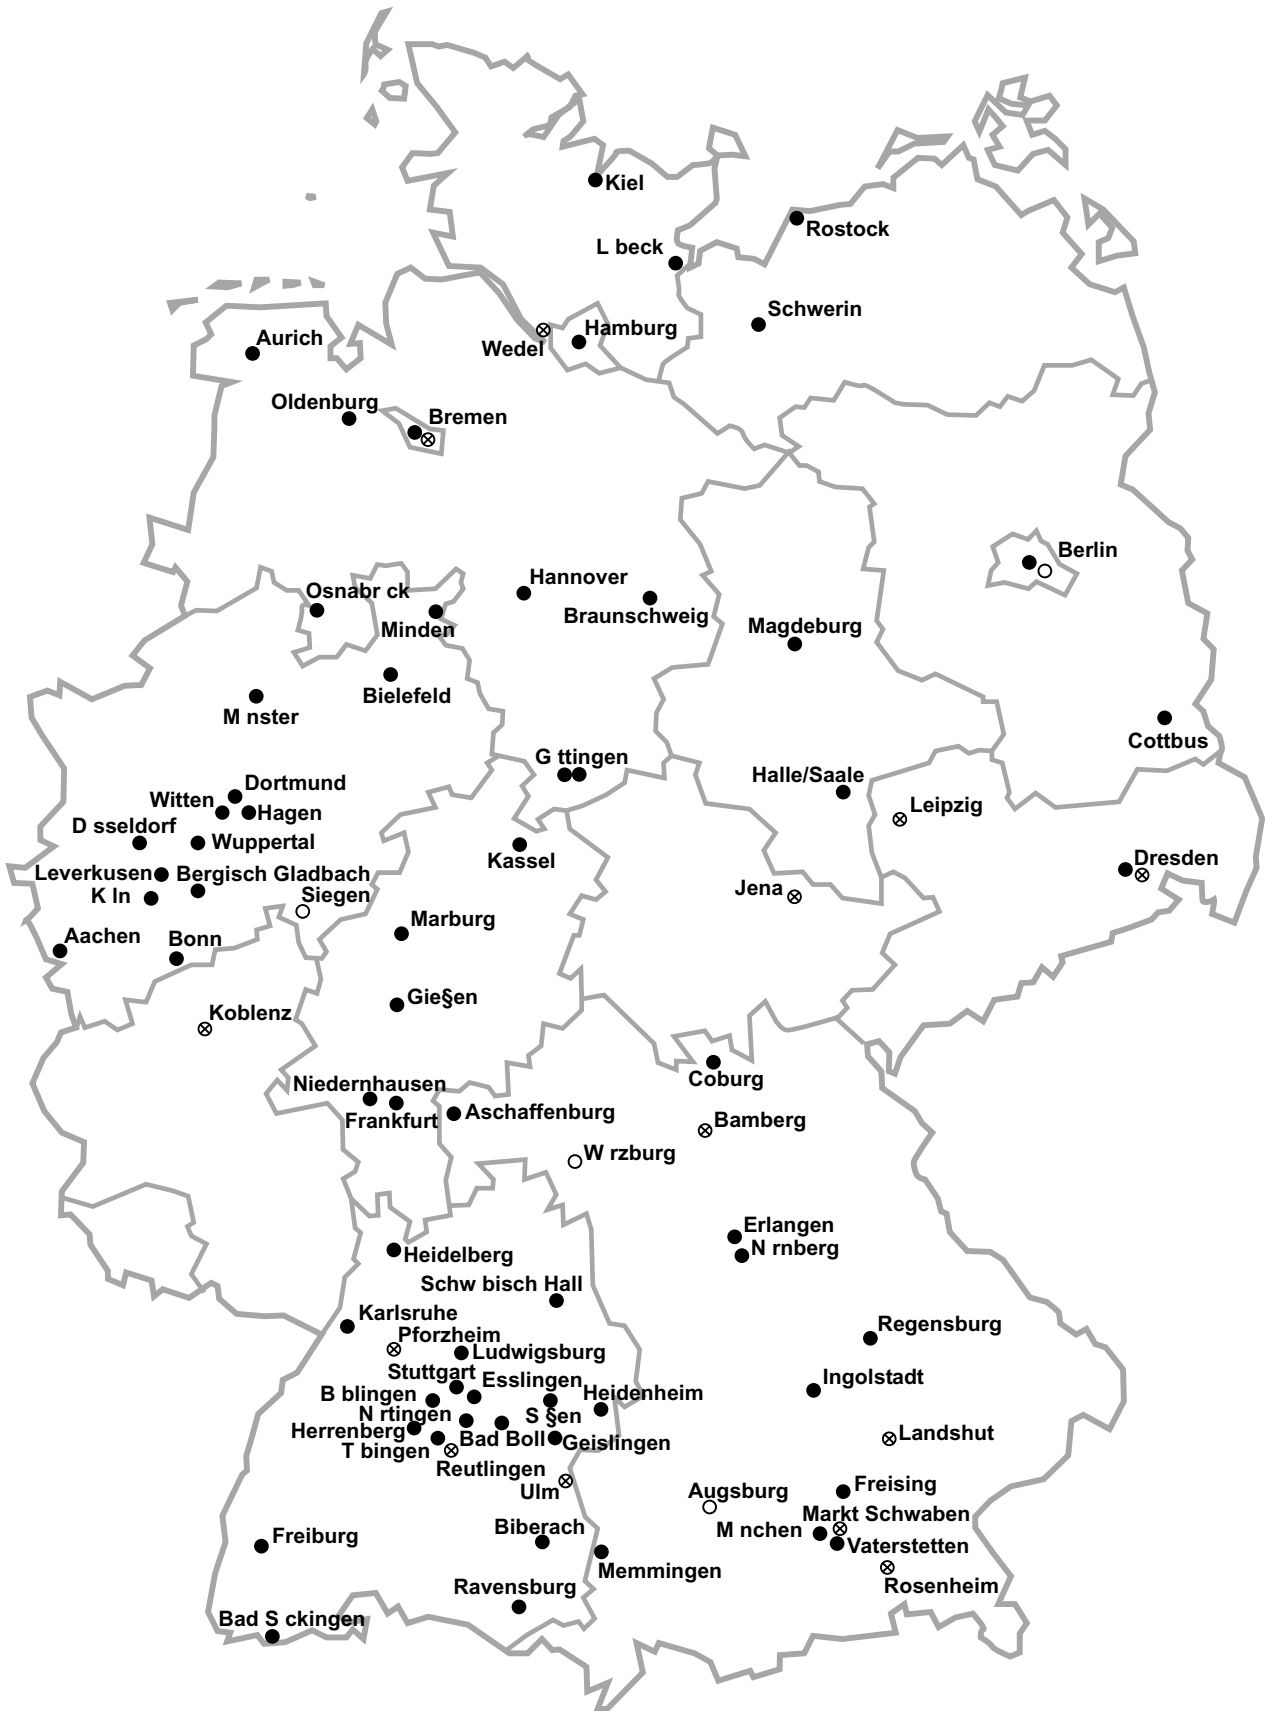 Kiel
Rostock
L beck
Schwerin
Hamburg
Wedel
Aurich
Oldenburg
Bremen
Berlin
Hannover
Osnabr ck
Braunschweig
Minden
Magdeburg
Bielefeld
M nster
Cottbus
G ttingen
Halle/Saale
Dortmund
Witten
Hagen
Leipzig
D sseldorf
Wuppertal
Kassel
Dresden
Leverkusen
Bergisch Gladbach
Jena
K ln
Siegen
Marburg
Aachen
Bonn
Gie§en
Koblenz
Coburg
Niedernhausen
Aschaffenburg
Frankfurt
Bamberg
W rzburg
Erlangen
N rnberg
Heidelberg
Schw bisch Hall
Karlsruhe
Regensburg
Pforzheim
Ludwigsburg
Stuttgart
Esslingen
Ingolstadt
B blingen
Heidenheim
N rtingen
S §en
Herrenberg
Bad Boll
Geislingen
Landshut
T bingen
Reutlingen
Freising
Ulm
Augsburg
Markt Schwaben
M nchen
Biberach
Freiburg
Vaterstetten
Memmingen
Rosenheim
Ravensburg
Bad S ckingen